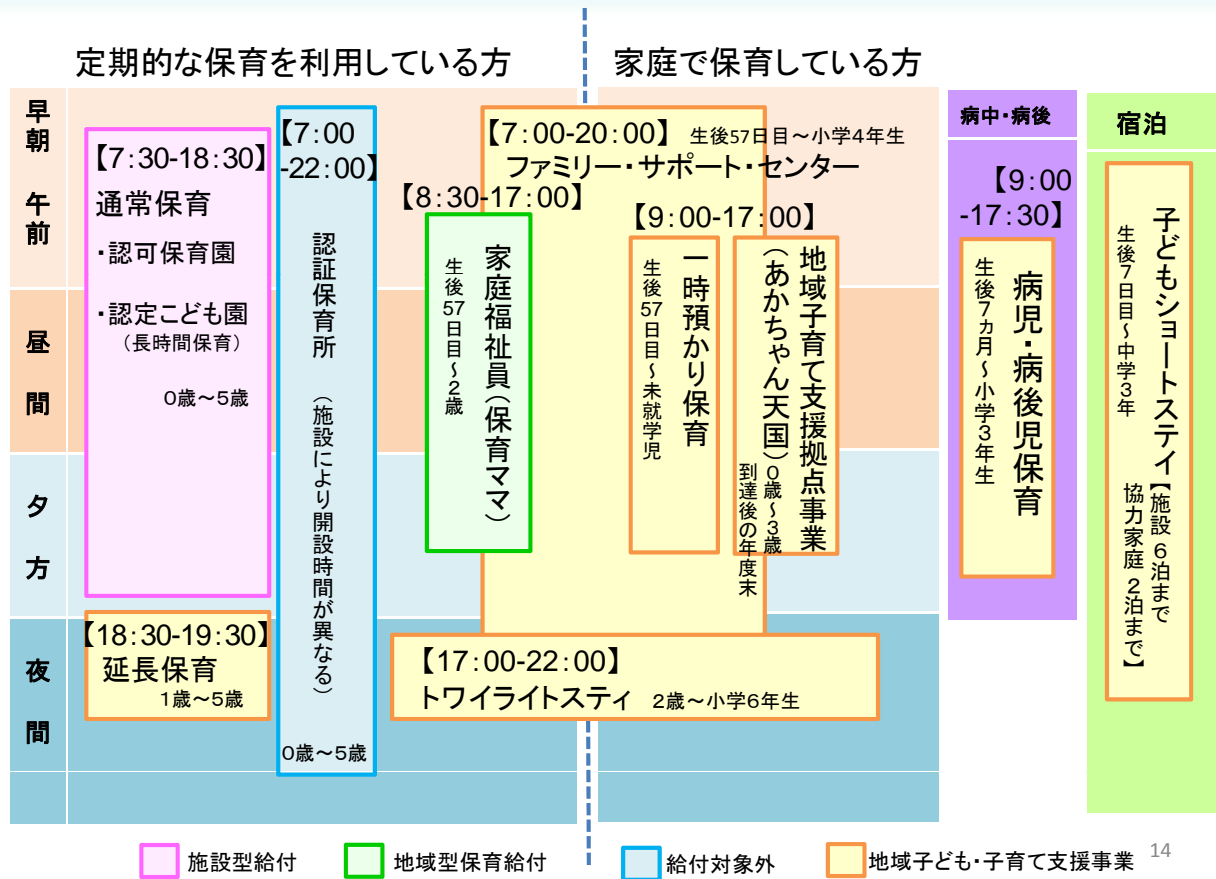 定期的な保育を利用している方
家庭で保育している方
早朝
午前
昼間
夕方
夜間
【7:30-18:30】
通常保育
・認可保育園
・認定こども園
（長時間保育）
0歳～5歳
【18:30-19:30】
延長保育
1歳～5歳
【7:00
-22:00】
認証保育所 （施設により開設時間が異なる）
0歳～5歳
【8:30-17:00】
家庭福祉員（保育ママ）
生後57日目～2歳
【7:00-20:00】 生後57日目～小学4年生
ファミリー・サポート・センター
【9:00-17:00】
一時預かり保育
生後57日目～未就学児
地域子育て支援拠点事業
（あかちゃん天国）0歳～3歳
到達後の年度末
【17:00-22:00】
トワイライトスティ 2歳～小学6年生
病中・病後
【9:00
-17:30】
病児・病後児保育
生後7ヵ月～小学3年生
宿泊
子どもショートステイ【施設 6泊まで
協力家庭 2泊まで】
生後7日目～中学3年
施設型給付
地域型保育給付
給付対象外
地域子ども・子育て支援事業
14